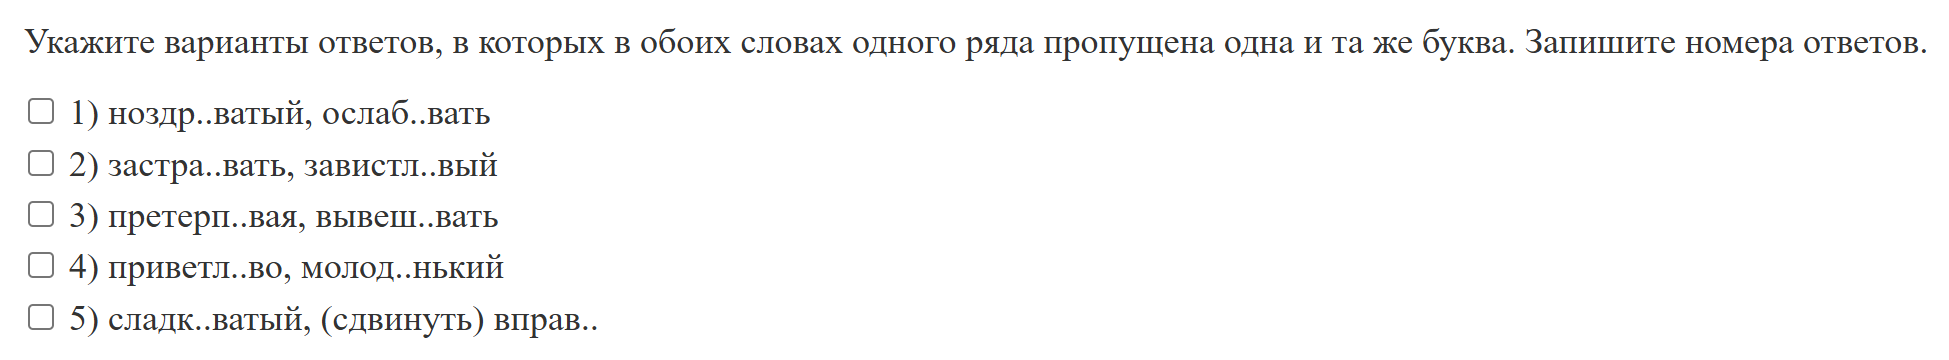 Укажите варианты ответов, в которых в обоих словах одного ряда пропущена одна и та же буква. Запишите номера ответов.
1) ноздр..ватый, ослаб..вать
2) застра..вать, завистл..вый
3) претерп..вая, вывеш..вать
4) приветл..во, молод..нький
5) сладк..ватый, (сдвинуть) вправ..